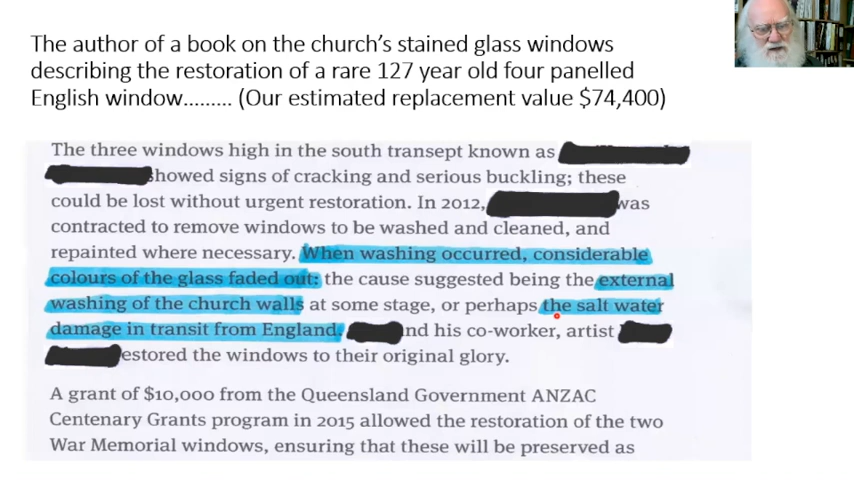 The author of a book on the church's stained glass windows
describing the restoration of a rare 127 year old four panelled
English window......... (Our estimated replacement value $74,400)
The three windows high in the south transept known as
howed signs of cracking and serious buckling; these
could be lost without urgent restoration. In 2012, was
contracted to remove windows to be washed and cleaned, and
repainted where necessary. When washing occurred, considerable
colours of the glass faded out: the cause suggested being the external
washing of the church walls at some stage, or perhaps the salt water
damage in transit from England. nd his co-worker, artist
estored the windows to their original glory.
A grant of $10,000 from the Queensland Government ANZAC
Centenary Grants program in 2015 allowed the restoration of the two
War Memorial windows, ensuring that these will be preserved as